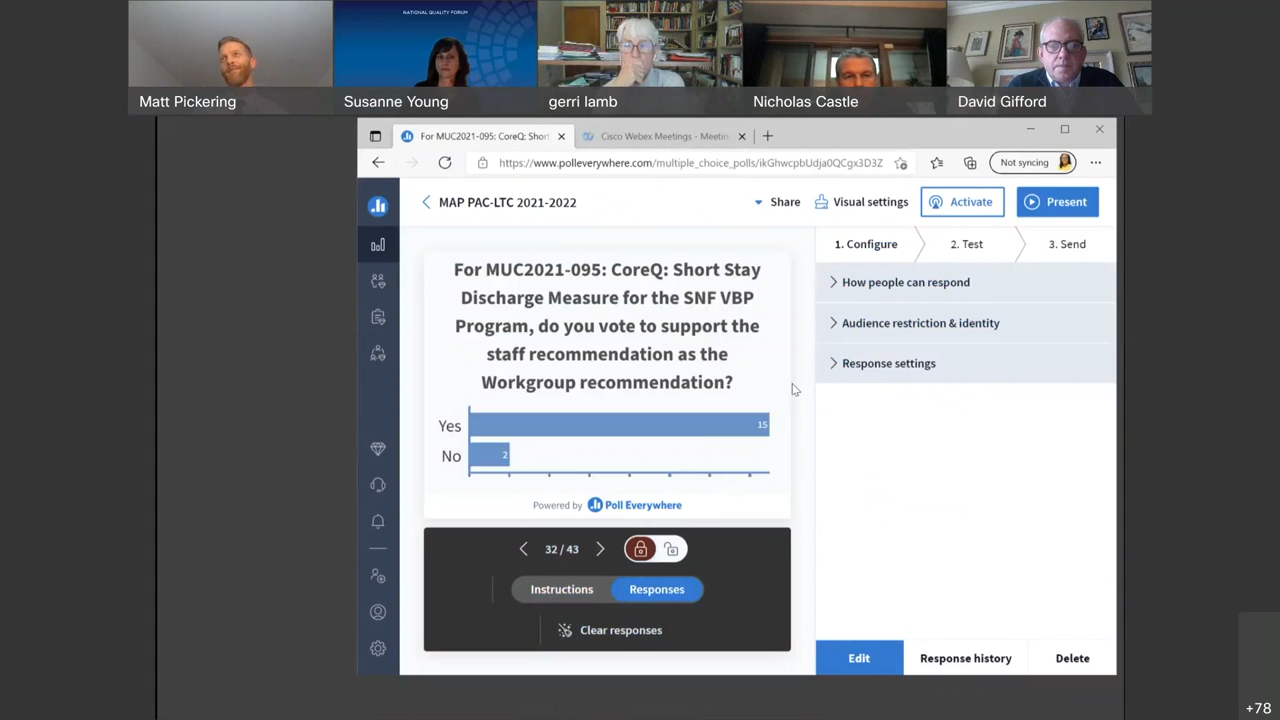 NATIONAL QUALITY FORUM
Matt Pickering
Susanne Young
gerri lamb
Nicholas Castle
David Gifford
For MUC2021-095: CoreQ: Short
Cisco Webex Meetings - Meetin
https://www.polleverywhere.com/multiple_choice_polls/ikGhwcpbUdja0QCgx3D3Z
Not syncing
MAP PAC-LTC 2021-2022
Share
Visual settings
Activate
Present
1. Configure
2. Test
3. Send
For MUC2021-095: CoreQ: Short Stay
Discharge Measure for the SNF VBP
Program, do you vote to support the
staff recommendation as the
Workgroup recommendation?
Yes
15
No
2
Powered by Poll Everywhere
How people can respond
Audience restriction & identity
Response settings
32 / 43
Instructions
Responses
Clear responses
Edit
Response history
Delete
+78